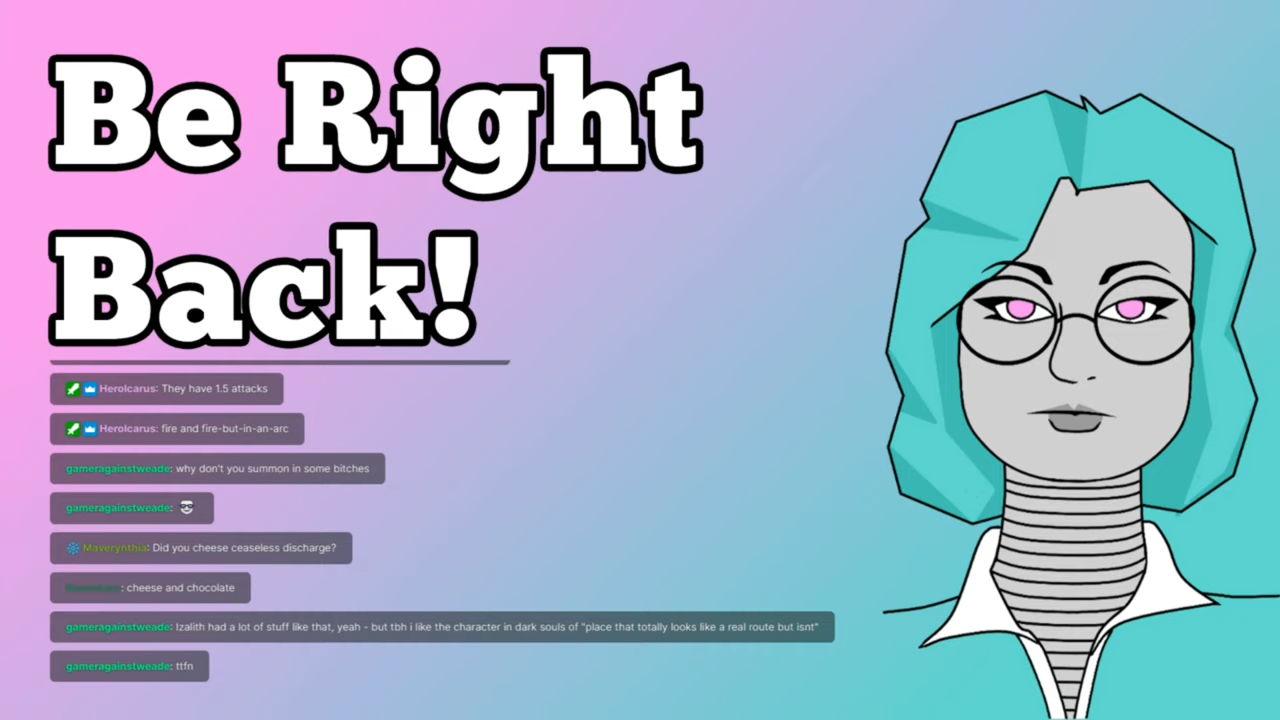 Be Right
Back!
HeroIcarus: They have 1.5 attacks
HeroIcarus: fire and fire-but-in-an-arc
gameragainstweade: why don't you summon in some bitches
gameragainstweade:
Maverynthia: Did you cheese ceaseless discharge?
: cheese and chocolate
gameragainstweade: Izalith had a lot of stuff like that, yeah - but tbh i like the character in dark souls of "place that totally looks like a real route but isnt"
gameragainstweade: ttfn